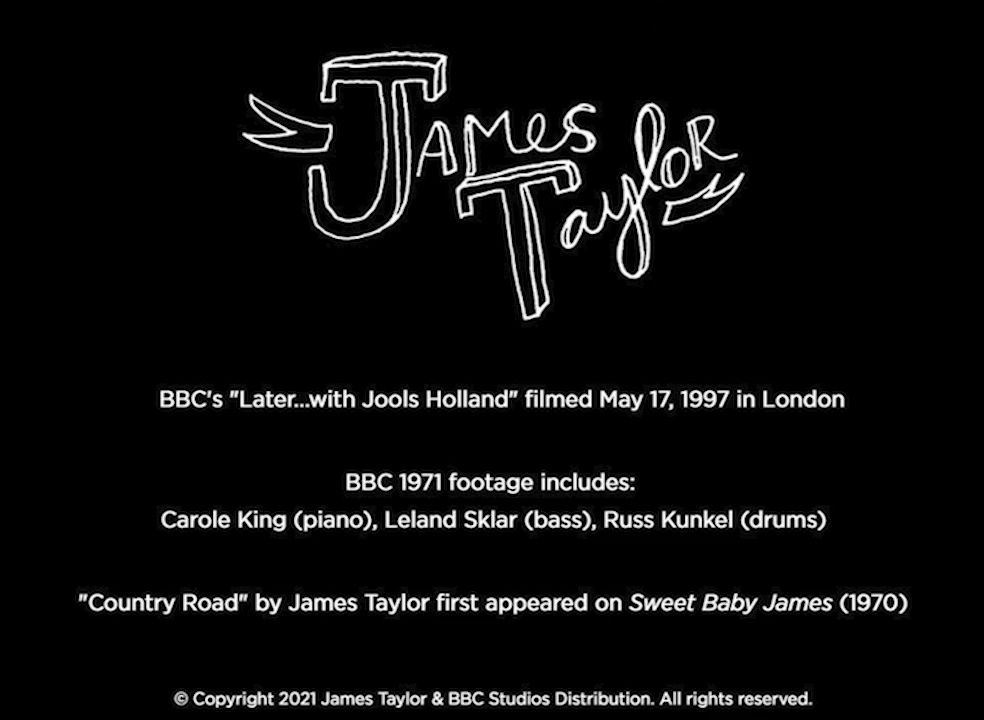 James
Taylor
BBC's "Later...with Jools Holland" filmed May 17, 1997 in London
BBC 1971 footage includes:
Carole King (piano), Leland Sklar (bass), Russ Kunkel (drums)
"Country Road" by James Taylor first appeared on Sweet Baby James (1970)
© Copyright 2021 James Taylor & BBC Studios Distribution. All rights reserved.